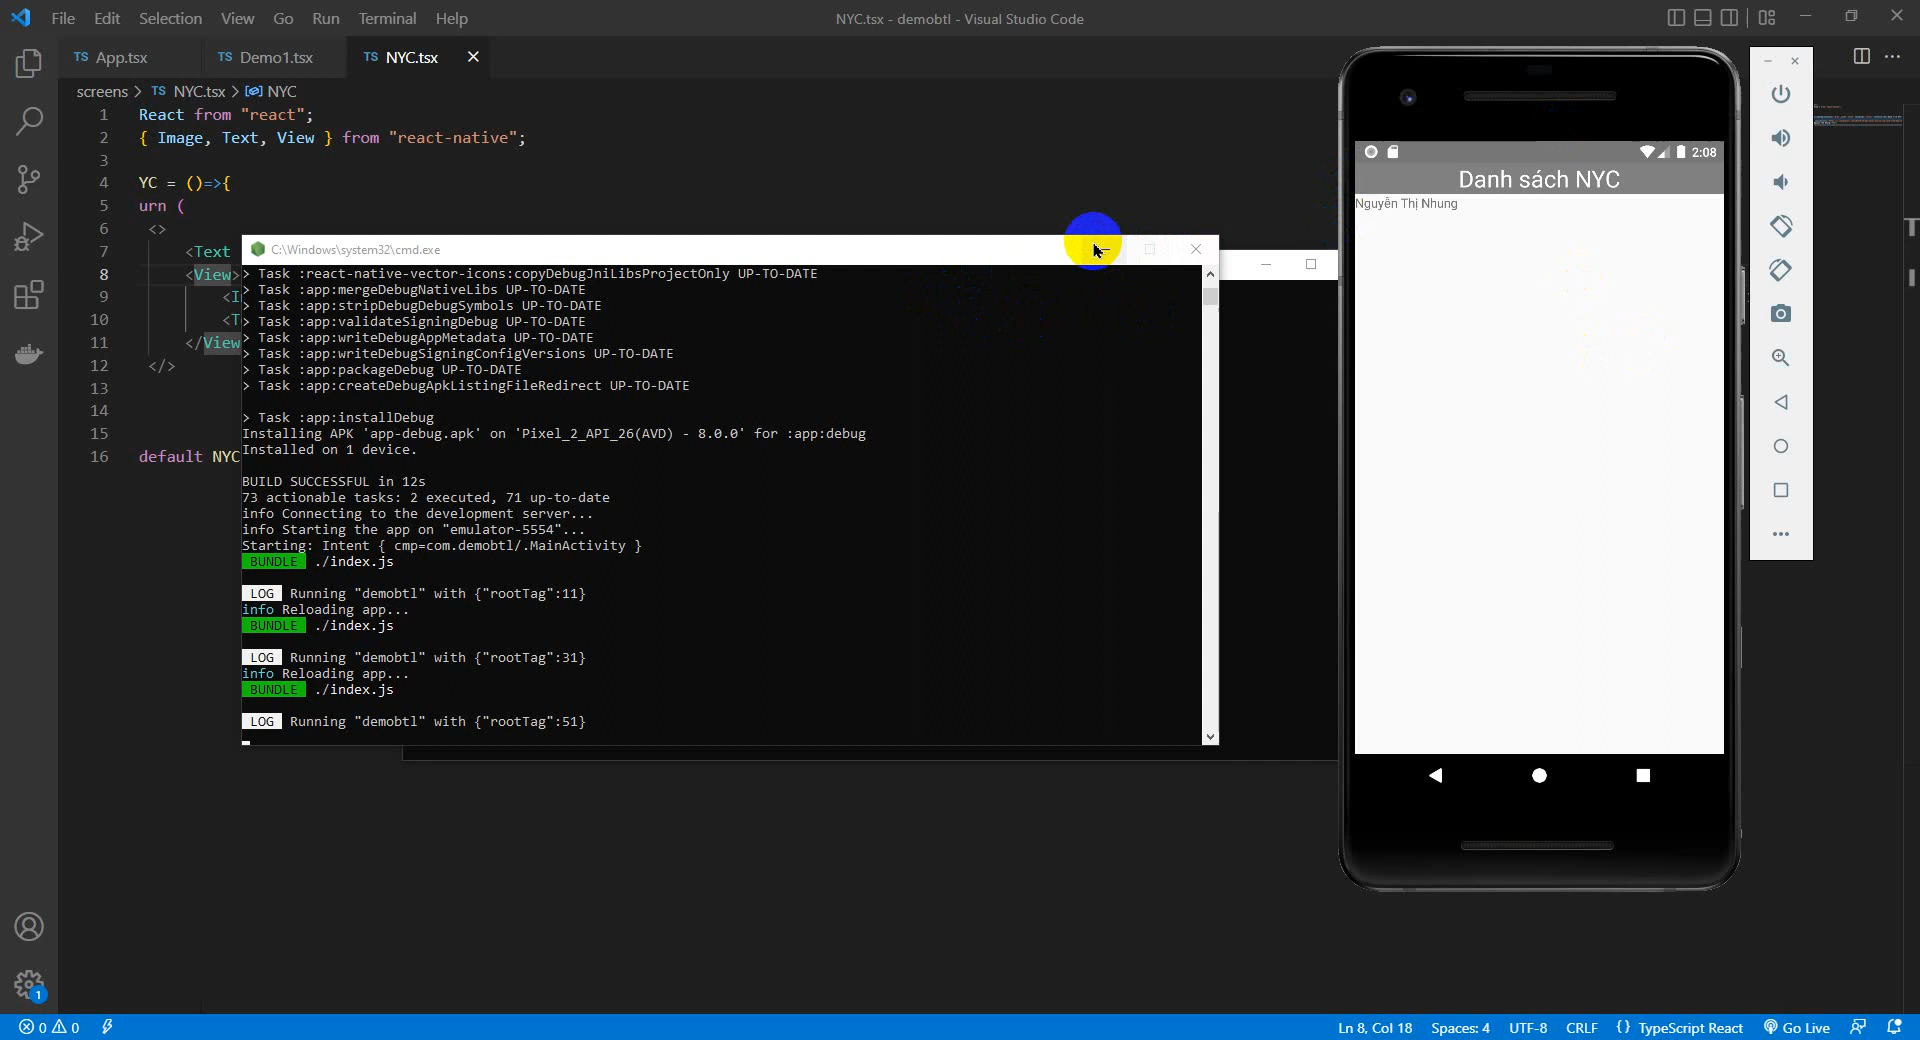 File Edit Selection View Go Run Terminal Help
NYC.tsx - demobtl - Visual Studio Code
TS App.tsx
TS Demo1.tsx
TS NYC.tsx
screens > TS NYC.tsx > NYC
1 React from "react";
2 { Image, Text, View } from "react-native";
3
4 YC = ()=>{
5 urn (
6 <>
7 <Text
8 <View>
9 <I
10 <T
11 </View
12 </>
13
14
15
16 default NYC
C:\Windows\system32\cmd.exe
> Task :react-native-vector-icons:copyDebugJniLibsProjectOnly UP-TO-DATE
> Task :app:mergeDebugNativeLibs UP-TO-DATE
> Task :app:stripDebugDebugSymbols UP-TO-DATE
> Task :app:validateSigningDebug UP-TO-DATE
> Task :app:writeDebugAppMetadata UP-TO-DATE
> Task :app:writeDebugSigningConfigVersions UP-TO-DATE
> Task :app:packageDebug UP-TO-DATE
> Task :app:createDebugApkListingFileRedirect UP-TO-DATE
> Task :app:installDebug
Installing APK 'app-debug.apk' on 'Pixel_2_API_26(AVD) - 8.0.0' for :app:debug
Installed on 1 device.
BUILD SUCCESSFUL in 12s
73 actionable tasks: 2 executed, 71 up-to-date
info Connecting to the development server...
info Starting the app on "emulator-5554"...
Starting: Intent { cmp=com.demobtl/.MainActivity }
BUNDLE ./index.js
LOG Running "demobtl" with {"rootTag":11}
info Reloading app...
BUNDLE ./index.js
LOG Running "demobtl" with {"rootTag":31}
info Reloading app...
BUNDLE ./index.js
LOG Running "demobtl" with {"rootTag":51}
2:08
Danh sách NYC
Nguyễn Thị Nhung
1
0 0
Ln 8, Col 18 Spaces: 4 UTF-8 CRLF {} TypeScript React Go Live